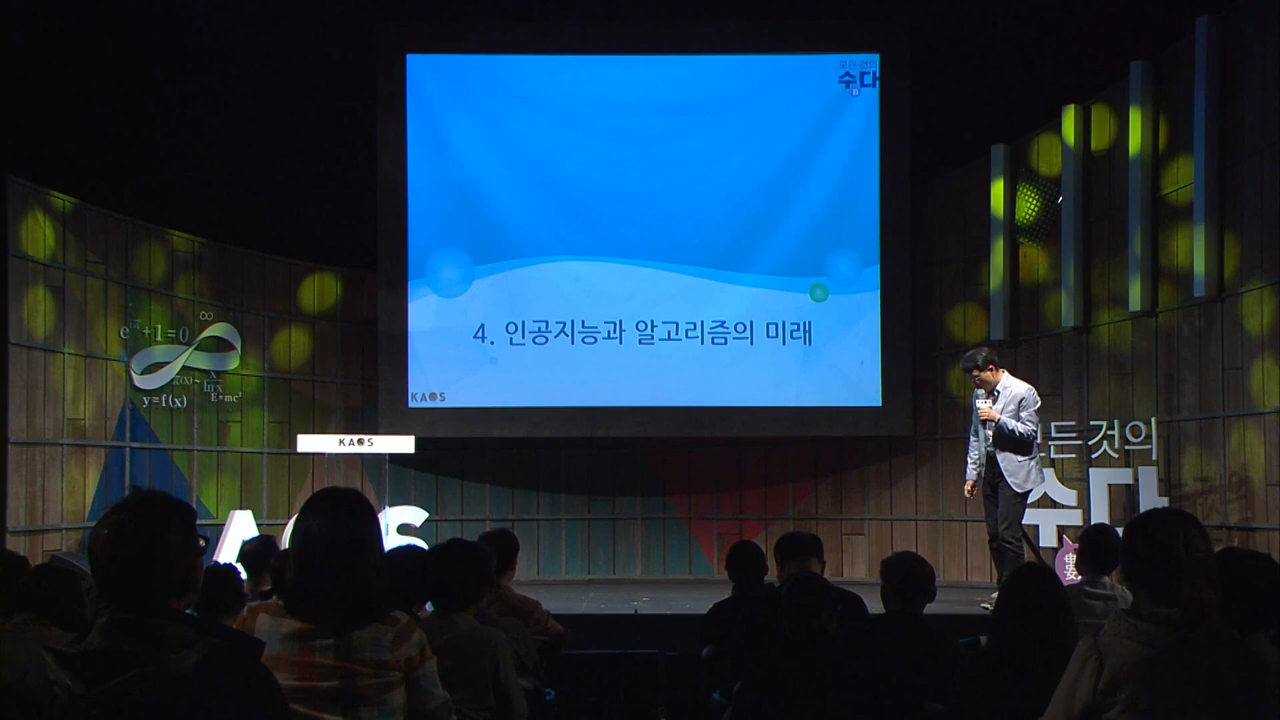 모든 것의
수다
4. 인공지능과 알고리즘의 미래
KAOS
e^iπ+1=0
∞
x
ln x
y=f(x)
E=mc²
KAOS
든것의
수다